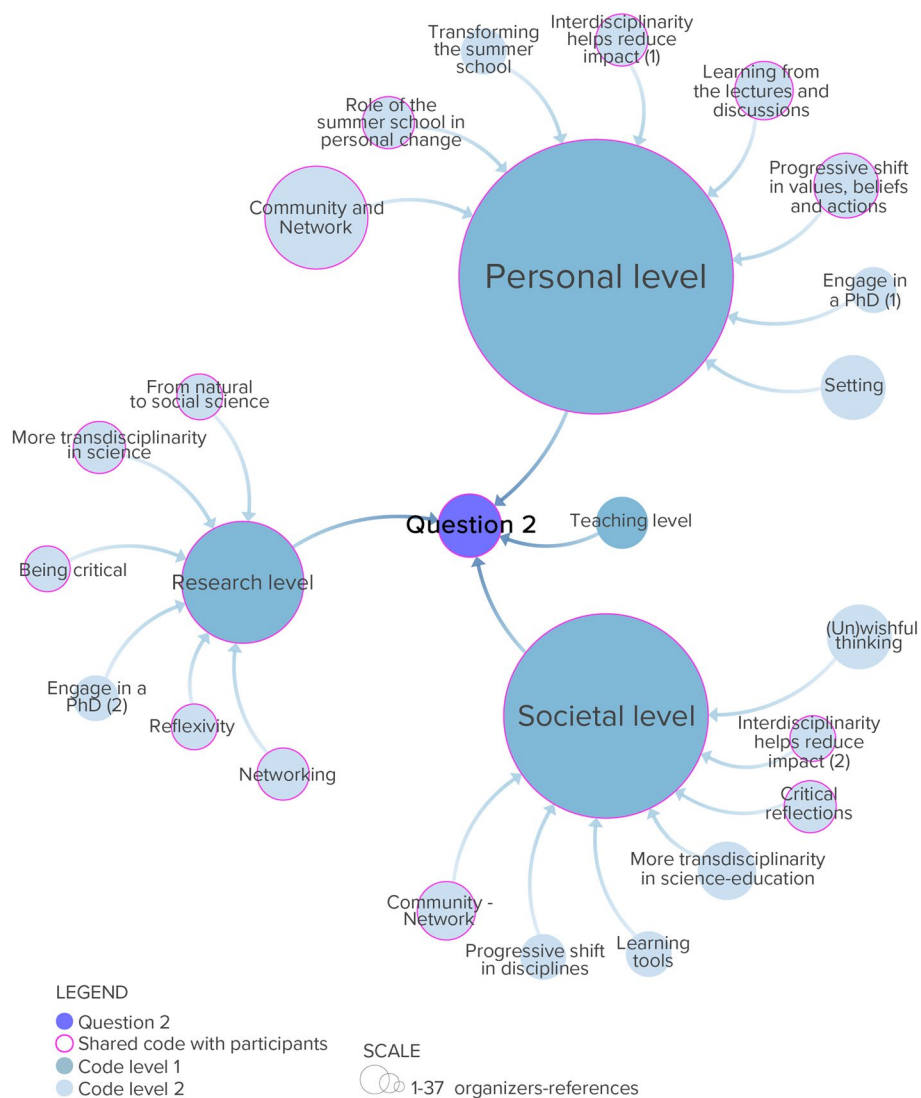 Transforming
the summer
school
Interdisciplinarity
helps reduce
impact (1)
Learning from
the lectures and
discussions
Role of the
summer school in
personal change
Progressive shift
in values, beliefs
and actions
Community and
Network
Personal level
Engage in
a PhD (1)
Setting
From natural
to social science
More transdisciplinarity
in science
Question 2
Teaching level
Being critical
Research level
(Un)wishful
thinking
Engage in a
PhD (2)
Reflexivity
Societal level
Interdisciplinarity
helps reduce
impact (2)
Networking
Critical
reflections
More transdisciplinarity
in science-education
Community -
Network
Progressive shift
in disciplines
Learning
tools
LEGEND
Question 2
Shared code with participants
Code level 1
Code level 2
SCALE
1-37 organizers-references